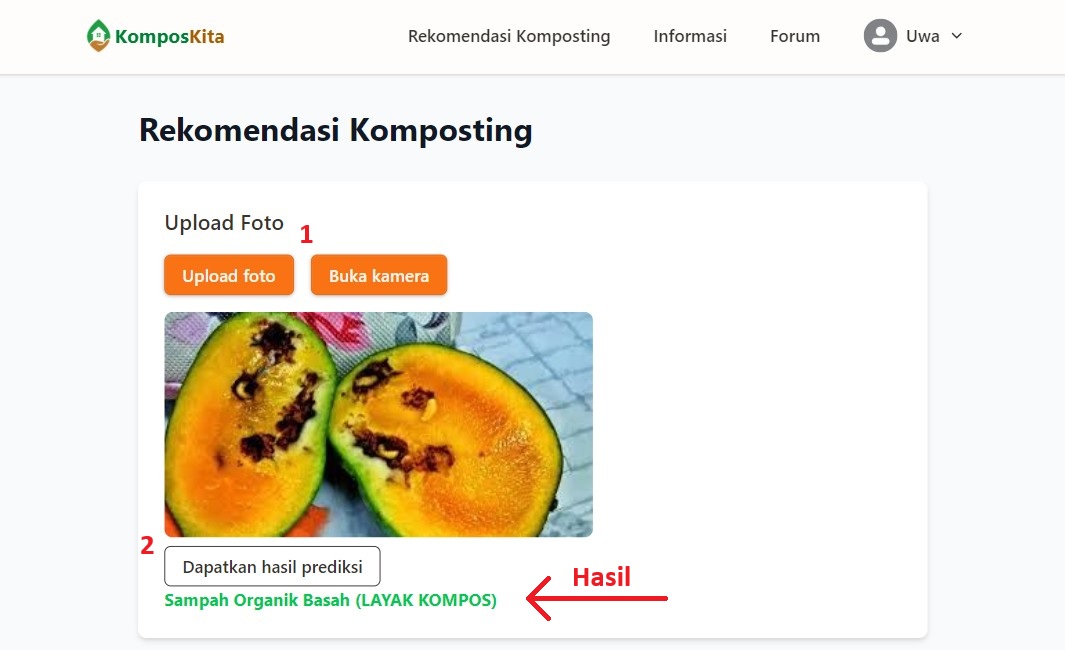 KomposKita
Rekomendasi Komposting
Informasi
Forum
Uwa
Rekomendasi Komposting
Upload Foto
1
Upload foto
Buka kamera
2
Dapatkan hasil prediksi
Hasil
Sampah Organik Basah (LAYAK KOMPOS)